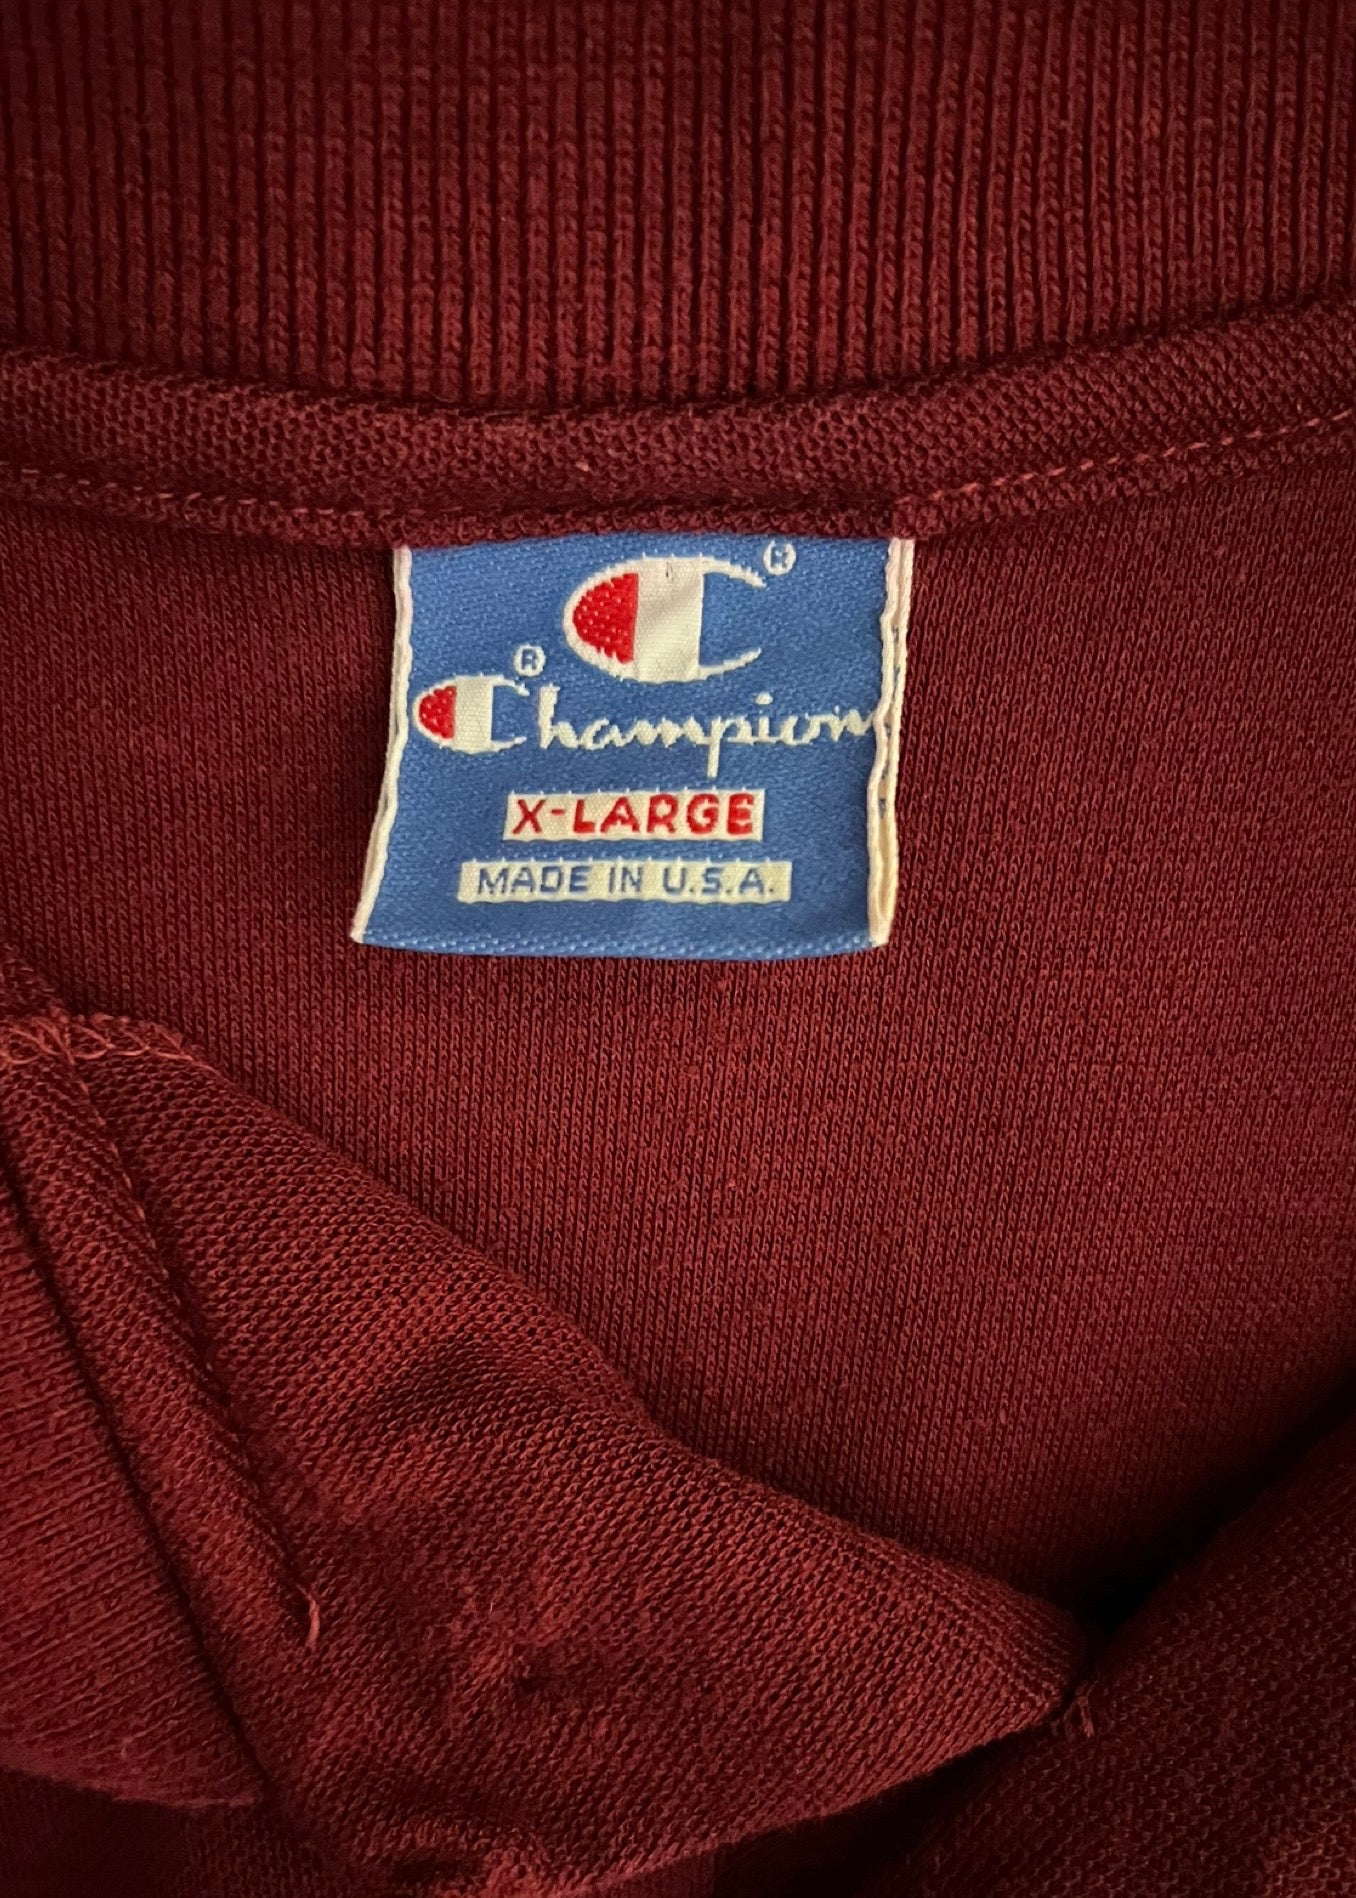 ®
® Champion
X-LARGE
MADE IN U.S.A.